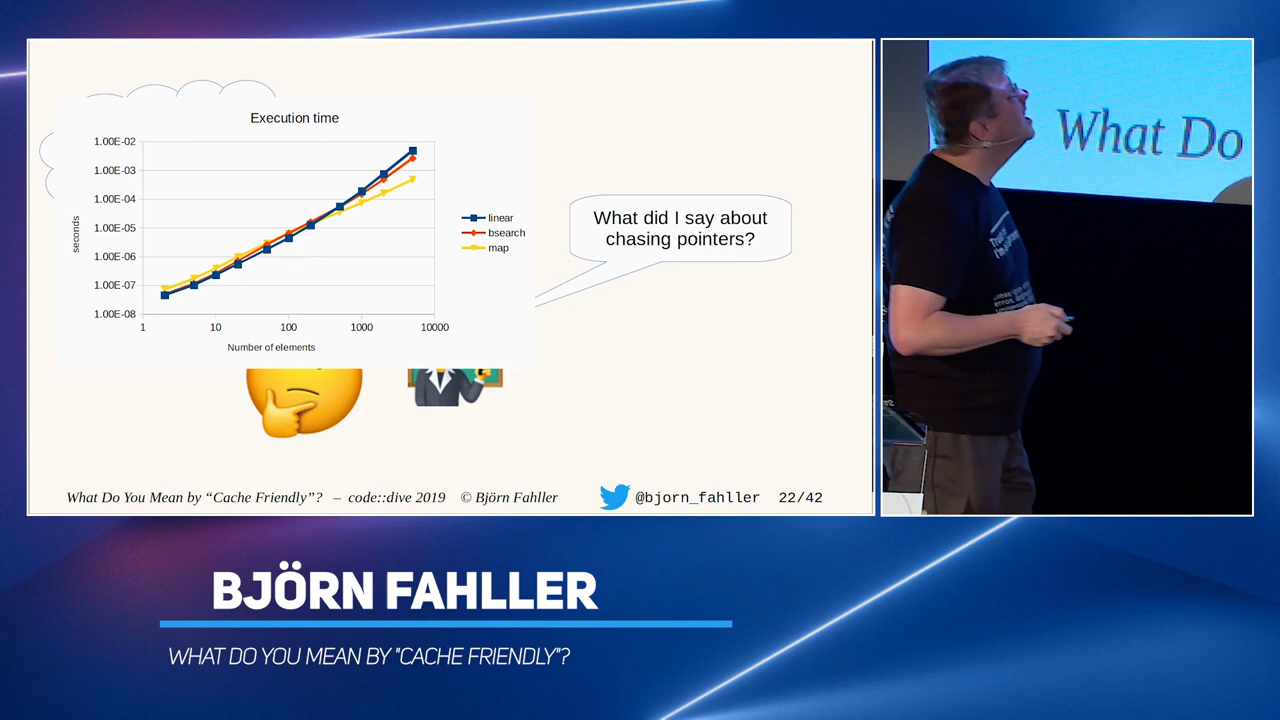 Execution time
1.00E-02
1.00E-03
1.00E-04
1.00E-05
1.00E-06
1.00E-07
1.00E-08
seconds
1 10 100 1000 10000
Number of elements
linear
bsearch
map
What did I say about
chasing pointers?
What Do You Mean by “Cache Friendly”? – code::dive 2019 © Björn Fahller @bjorn_fahller 22/42
What Do
BJÖRN FAHLLER
WHAT DO YOU MEAN BY "CACHE FRIENDLY"?